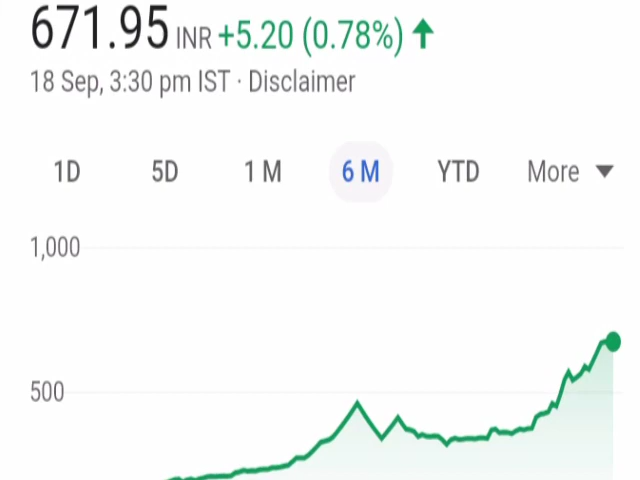 671.95 INR +5.20 (0.78%) ↑
18 Sep, 3:30 pm IST · Disclaimer
1D 5D 1 M 6 M YTD More ▼
1,000
500